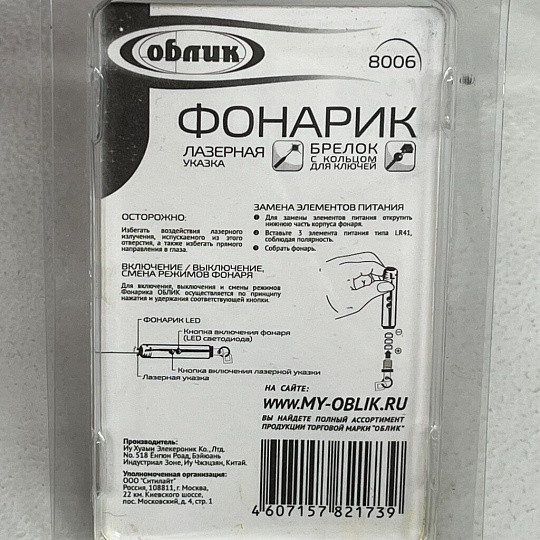 облик
8006
ФОНАРИК
ЛАЗЕРНАЯ
УКАЗКА
БРЕЛОК
С КОЛЬЦОМ
ДЛЯ КЛЮЧЕЙ
ОСТОРОЖНО:
Избегать воздействия лазерного
излучения, испускаемого из этого
отверстия, а также избегать прямого
направления в глаза.
ВКЛЮЧЕНИЕ / ВЫКЛЮЧЕНИЕ,
СМЕНА РЕЖИМОВ ФОНАРЯ
Для включения, выключения и смены режимов
Фонарика ОБЛИК осуществляется по принципу
нажатия и удержания соответствующей кнопки.
ЗАМЕНА ЭЛЕМЕНТОВ ПИТАНИЯ
1 Для замены элементов питания открутить
нижнюю часть корпуса фонаря.
2 Вставьте 3 элемента питания типа LR41,
соблюдая полярность.
3 Собрать фонарь.
ФОНАРИК LED
Кнопка включения фонаря
(LED светодиода)
Кнопка включения лазерной указки
Лазерная указка
НА САЙТЕ:
WWW.MY-OBLIK.RU
ВЫ НАЙДЕТЕ ПОЛНЫЙ АССОРТИМЕНТ
ПРОДУКЦИИ ТОРГОВОЙ МАРКИ "ОБЛИК"
Производитель:
Иу Хуаым Элекероник Ко., Лтд.
No. 518 Енгюн Роад, Бэйюань
Индустриал Зоне, Иу Чжэцзян, Китай.
Уполномоченная организация:
ООО "Ситилайт"
Россия, 108811, г. Москва,
22 км. Киевского шоссе,
пос. Московский, д. 4, стр. 1
4 607157 821739